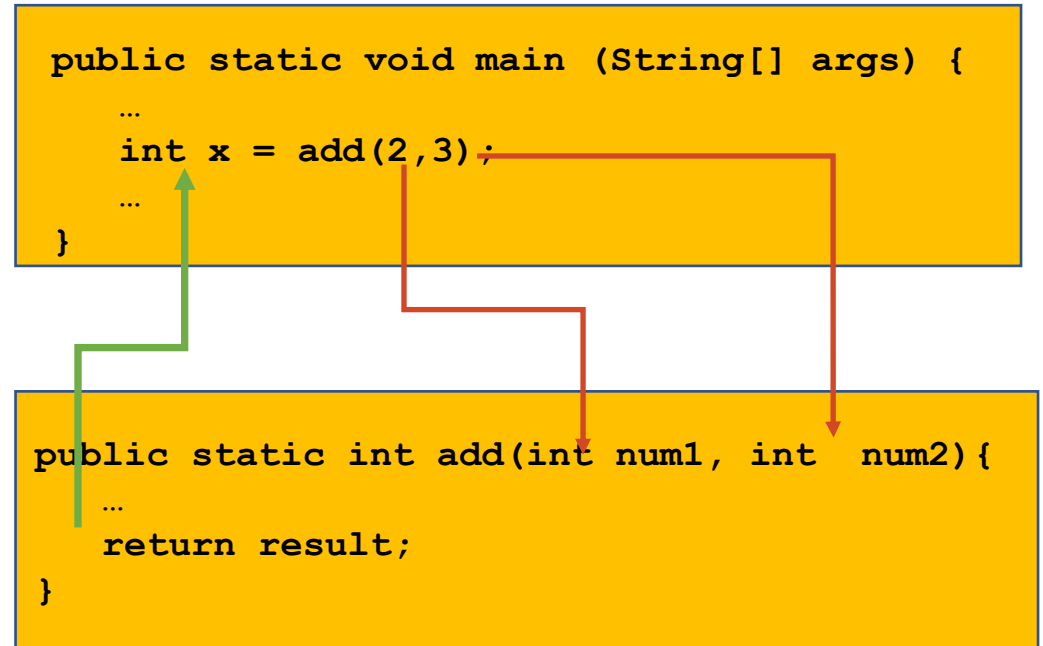 public static void main (String[] args) {
…
int x = add(2,3);
…
}
public static int add(int num1, int num2){
…
return result;
}